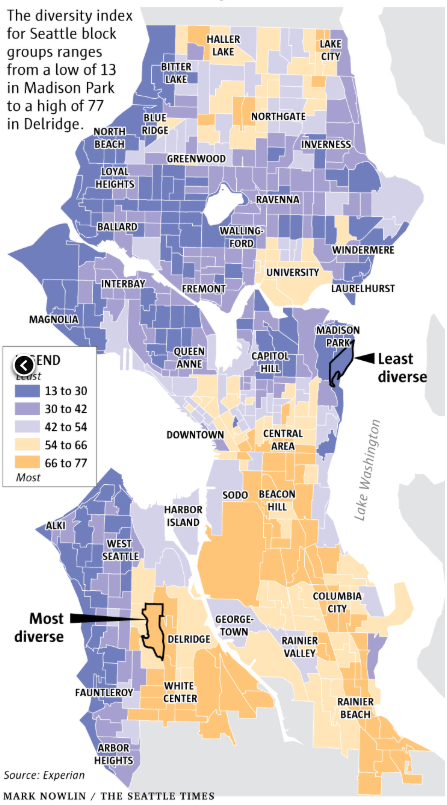 The diversity index
for Seattle block
groups ranges
from a low of 13
in Madison Park
to a high of 77
in Delridge.
HALLER
LAKE
LAKE
CITY
BITTER
LAKE
BLUE
RIDGE
NORTHGATE
NORTH
BEACH
INVERNESS
GREENWOOD
LOYAL
HEIGHTS
RAVENNA
BALLARD
WALLING-
FORD
WINDERMERE
UNIVERSITY
INTERBAY
FREMONT
LAURELHURST
MAGNOLIA
MADISON
PARK
QUEEN
ANNE
CAPITOL
HILL
Least
diverse
END
Least
13 to 30
30 to 42
42 to 54
54 to 66
66 to 77
Most
DOWNTOWN
CENTRAL
AREA
Lake Washington
SODO
BEACON
HILL
HARBOR
ISLAND
ALKI
WEST
SEATTLE
COLUMBIA
CITY
Most
diverse
DELRIDGE
GEORGE-
TOWN
RAINIER
VALLEY
FAUNTLEROY
WHITE
CENTER
RAINIER
BEACH
ARBOR
HEIGHTS
Source: Experian
MARK NOWLIN / THE SEATTLE TIMES